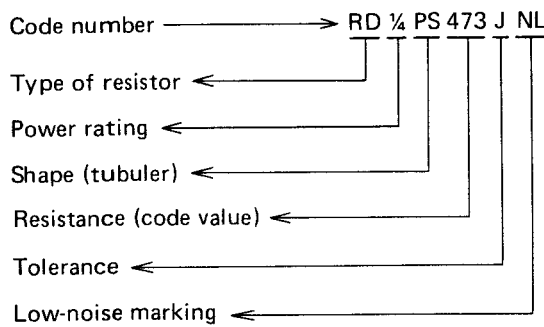 Code number RD ¼ PS 473 J NL
Type of resistor
Power rating
Shape (tubuler)
Resistance (code value)
Tolerance
Low-noise marking